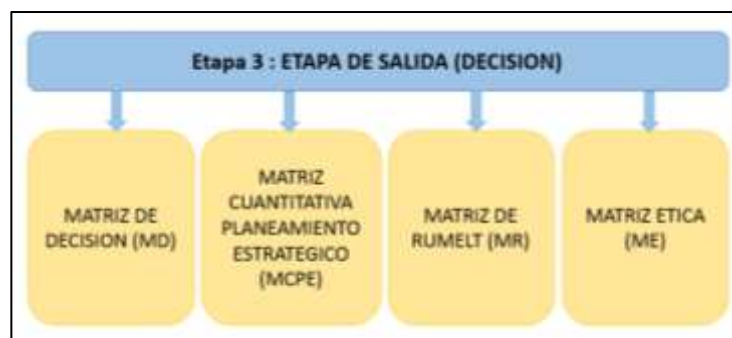 Etapa 3 : ETAPA DE SALIDA (DECISION)
MATRIZ DE
DECISION (MD)
MATRIZ
CUANTITATIVA
PLANEAMIENTO
ESTRATEGICO
(MCPE)
MATRIZ DE
RUMELT (MR)
MATRIZ ETICA
(ME)